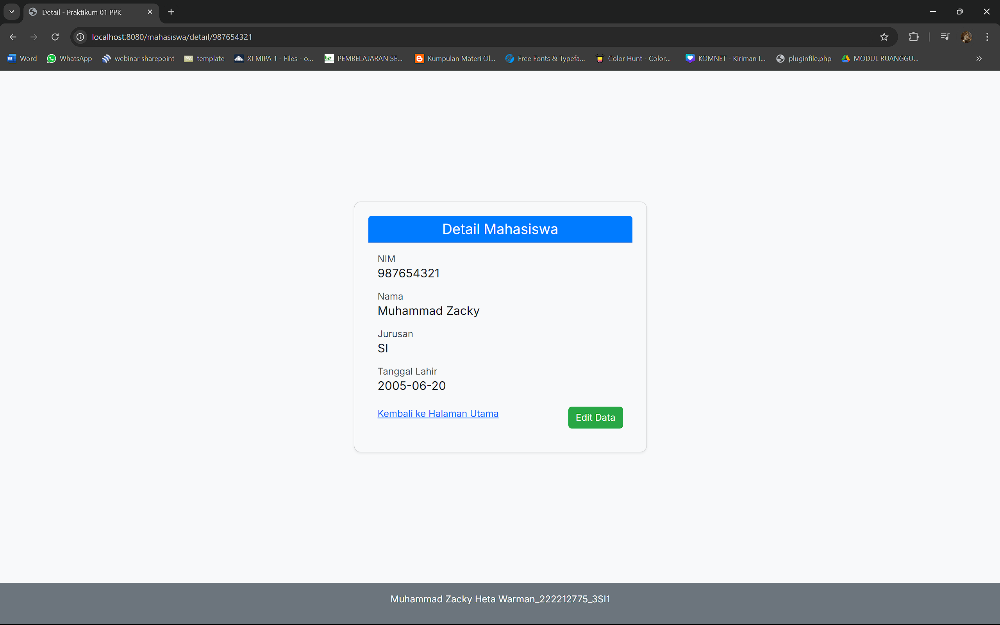 Detail - Praktikum 01 PPK
localhost:8080/mahasiswa/detail/987654321
Word WhatsApp webinar sharepoint template XI MIPA 1 - Files - o... PEMBELAJARAN SE... Kumpulan Materi Ol... Free Fonts & Typefa... Color Hunt - Color... KOMNET - Kiriman I... pluginfile.php MODUL RUANGGU...
Detail Mahasiswa
NIM
987654321
Nama
Muhammad Zacky
Jurusan
SI
Tanggal Lahir
2005-06-20
Kembali ke Halaman Utama Edit Data
Muhammad Zacky Heta Warman_222212775_3SI1